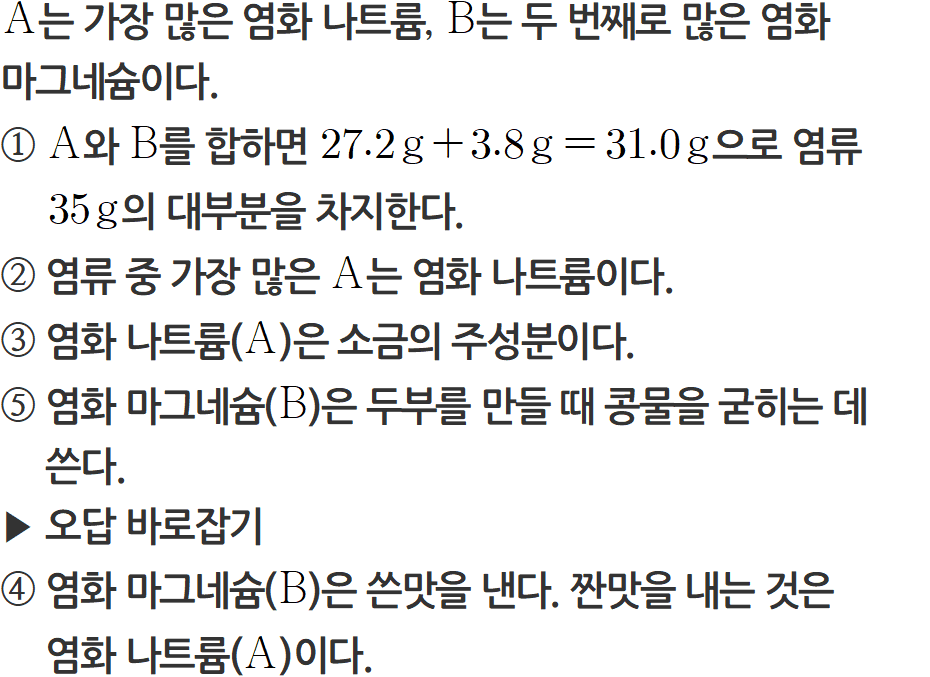 A는 가장 많은 염화 나트륨, B는 두 번째로 많은 염화
마그네슘이다.
① A와 B를 합하면 27.2 g + 3.8 g = 31.0 g으로 염류
35 g의 대부분을 차지한다.
② 염류 중 가장 많은 A는 염화 나트륨이다.
③ 염화 나트륨(A)은 소금의 주성분이다.
⑤ 염화 마그네슘(B)은 두부를 만들 때 콩물을 굳히는 데
쓴다.
▶ 오답 바로잡기
④ 염화 마그네슘(B)은 쓴맛을 낸다. 짠맛을 내는 것은
염화 나트륨(A)이다.